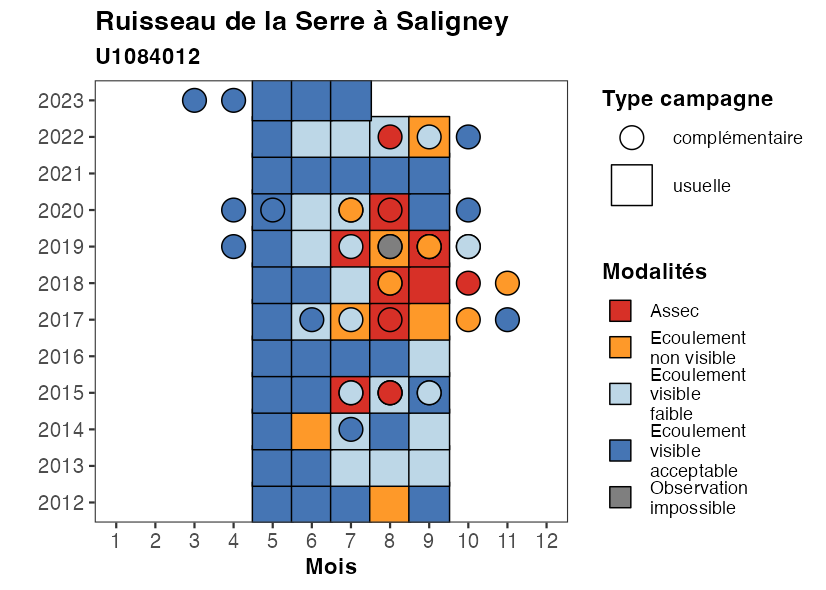 Ruisseau de la Serre à Saligney
U1084012
2023
2022
2021
2020
2019
2018
2017
2016
2015
2014
2013
2012
1 2 3 4 5 6 7 8 9 10 11 12
Mois
Type campagne
complémentaire
usuelle
Modalités
Assec
Ecoulement
non visible
Ecoulement
visible
faible
Ecoulement
visible
acceptable
Observation
impossible